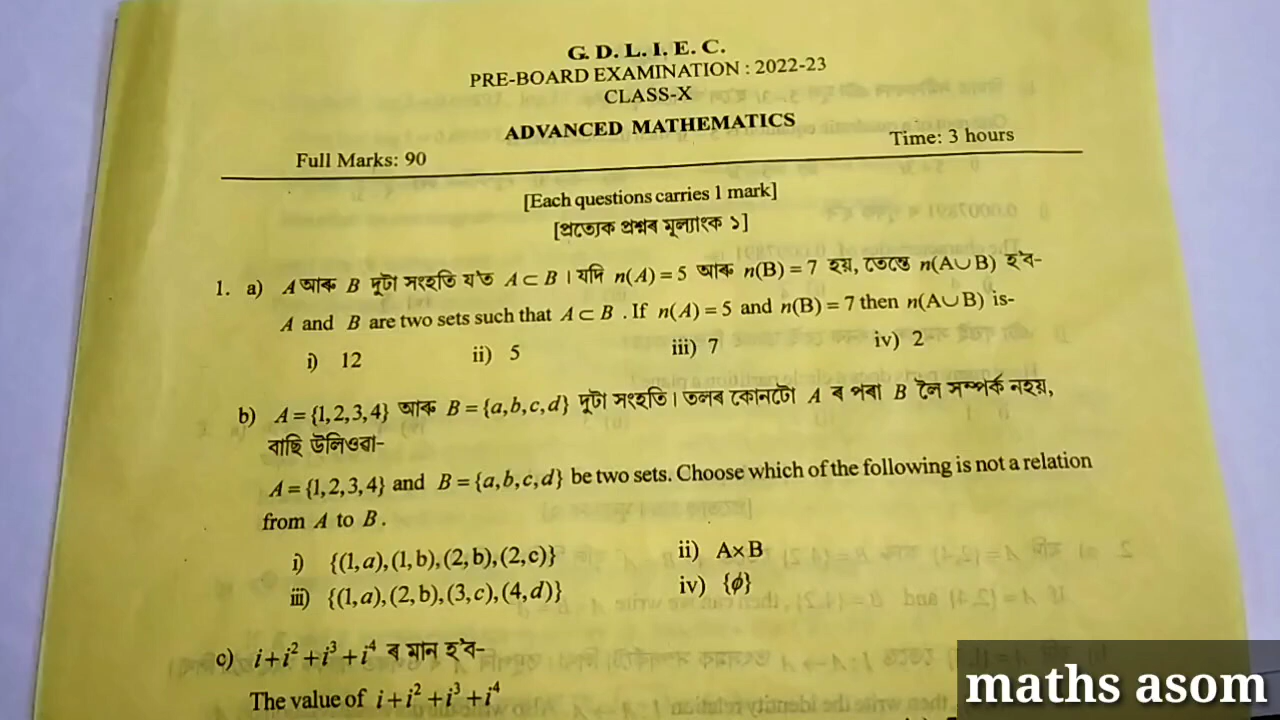 G. D. L. I. E. C.
PRE-BOARD EXAMINATION : 2022-23
CLASS-X
ADVANCED MATHEMATICS
Full Marks: 90 Time: 3 hours
[Each questions carries 1 mark]
[প্ৰত্যেক প্ৰশ্নৰ মূল্যাংক ১]
1. a) A আৰু B দুটা সংহতি য'ত A ⊂ B । যদি n(A) = 5 আৰু n(B) = 7 হয়, তেন্তে n(A∪B) হ'ব-
A and B are two sets such that A ⊂ B . If n(A) = 5 and n(B) = 7 then n(A∪B) is-
i) 12 ii) 5 iii) 7 iv) 2
b) A = {1,2,3,4} আৰু B = {a,b,c,d} দুটা সংহতি। তলৰ কোনটো A ৰ পৰা B লৈ সম্পৰ্ক নহয়,
বাছি উলিওৱা-
A = {1,2,3,4} and B = {a,b,c,d} be two sets. Choose which of the following is not a relation
from A to B .
i) {(1,a),(1,b),(2,b),(2,c)} ii) A×B
iii) {(1,a),(2,b),(3,c),(4,d)} iv) {ϕ}
c) i+i² +i³ +i⁴ ৰ মান হ'ব-
The value of i+i² +i³ +i⁴
maths asom